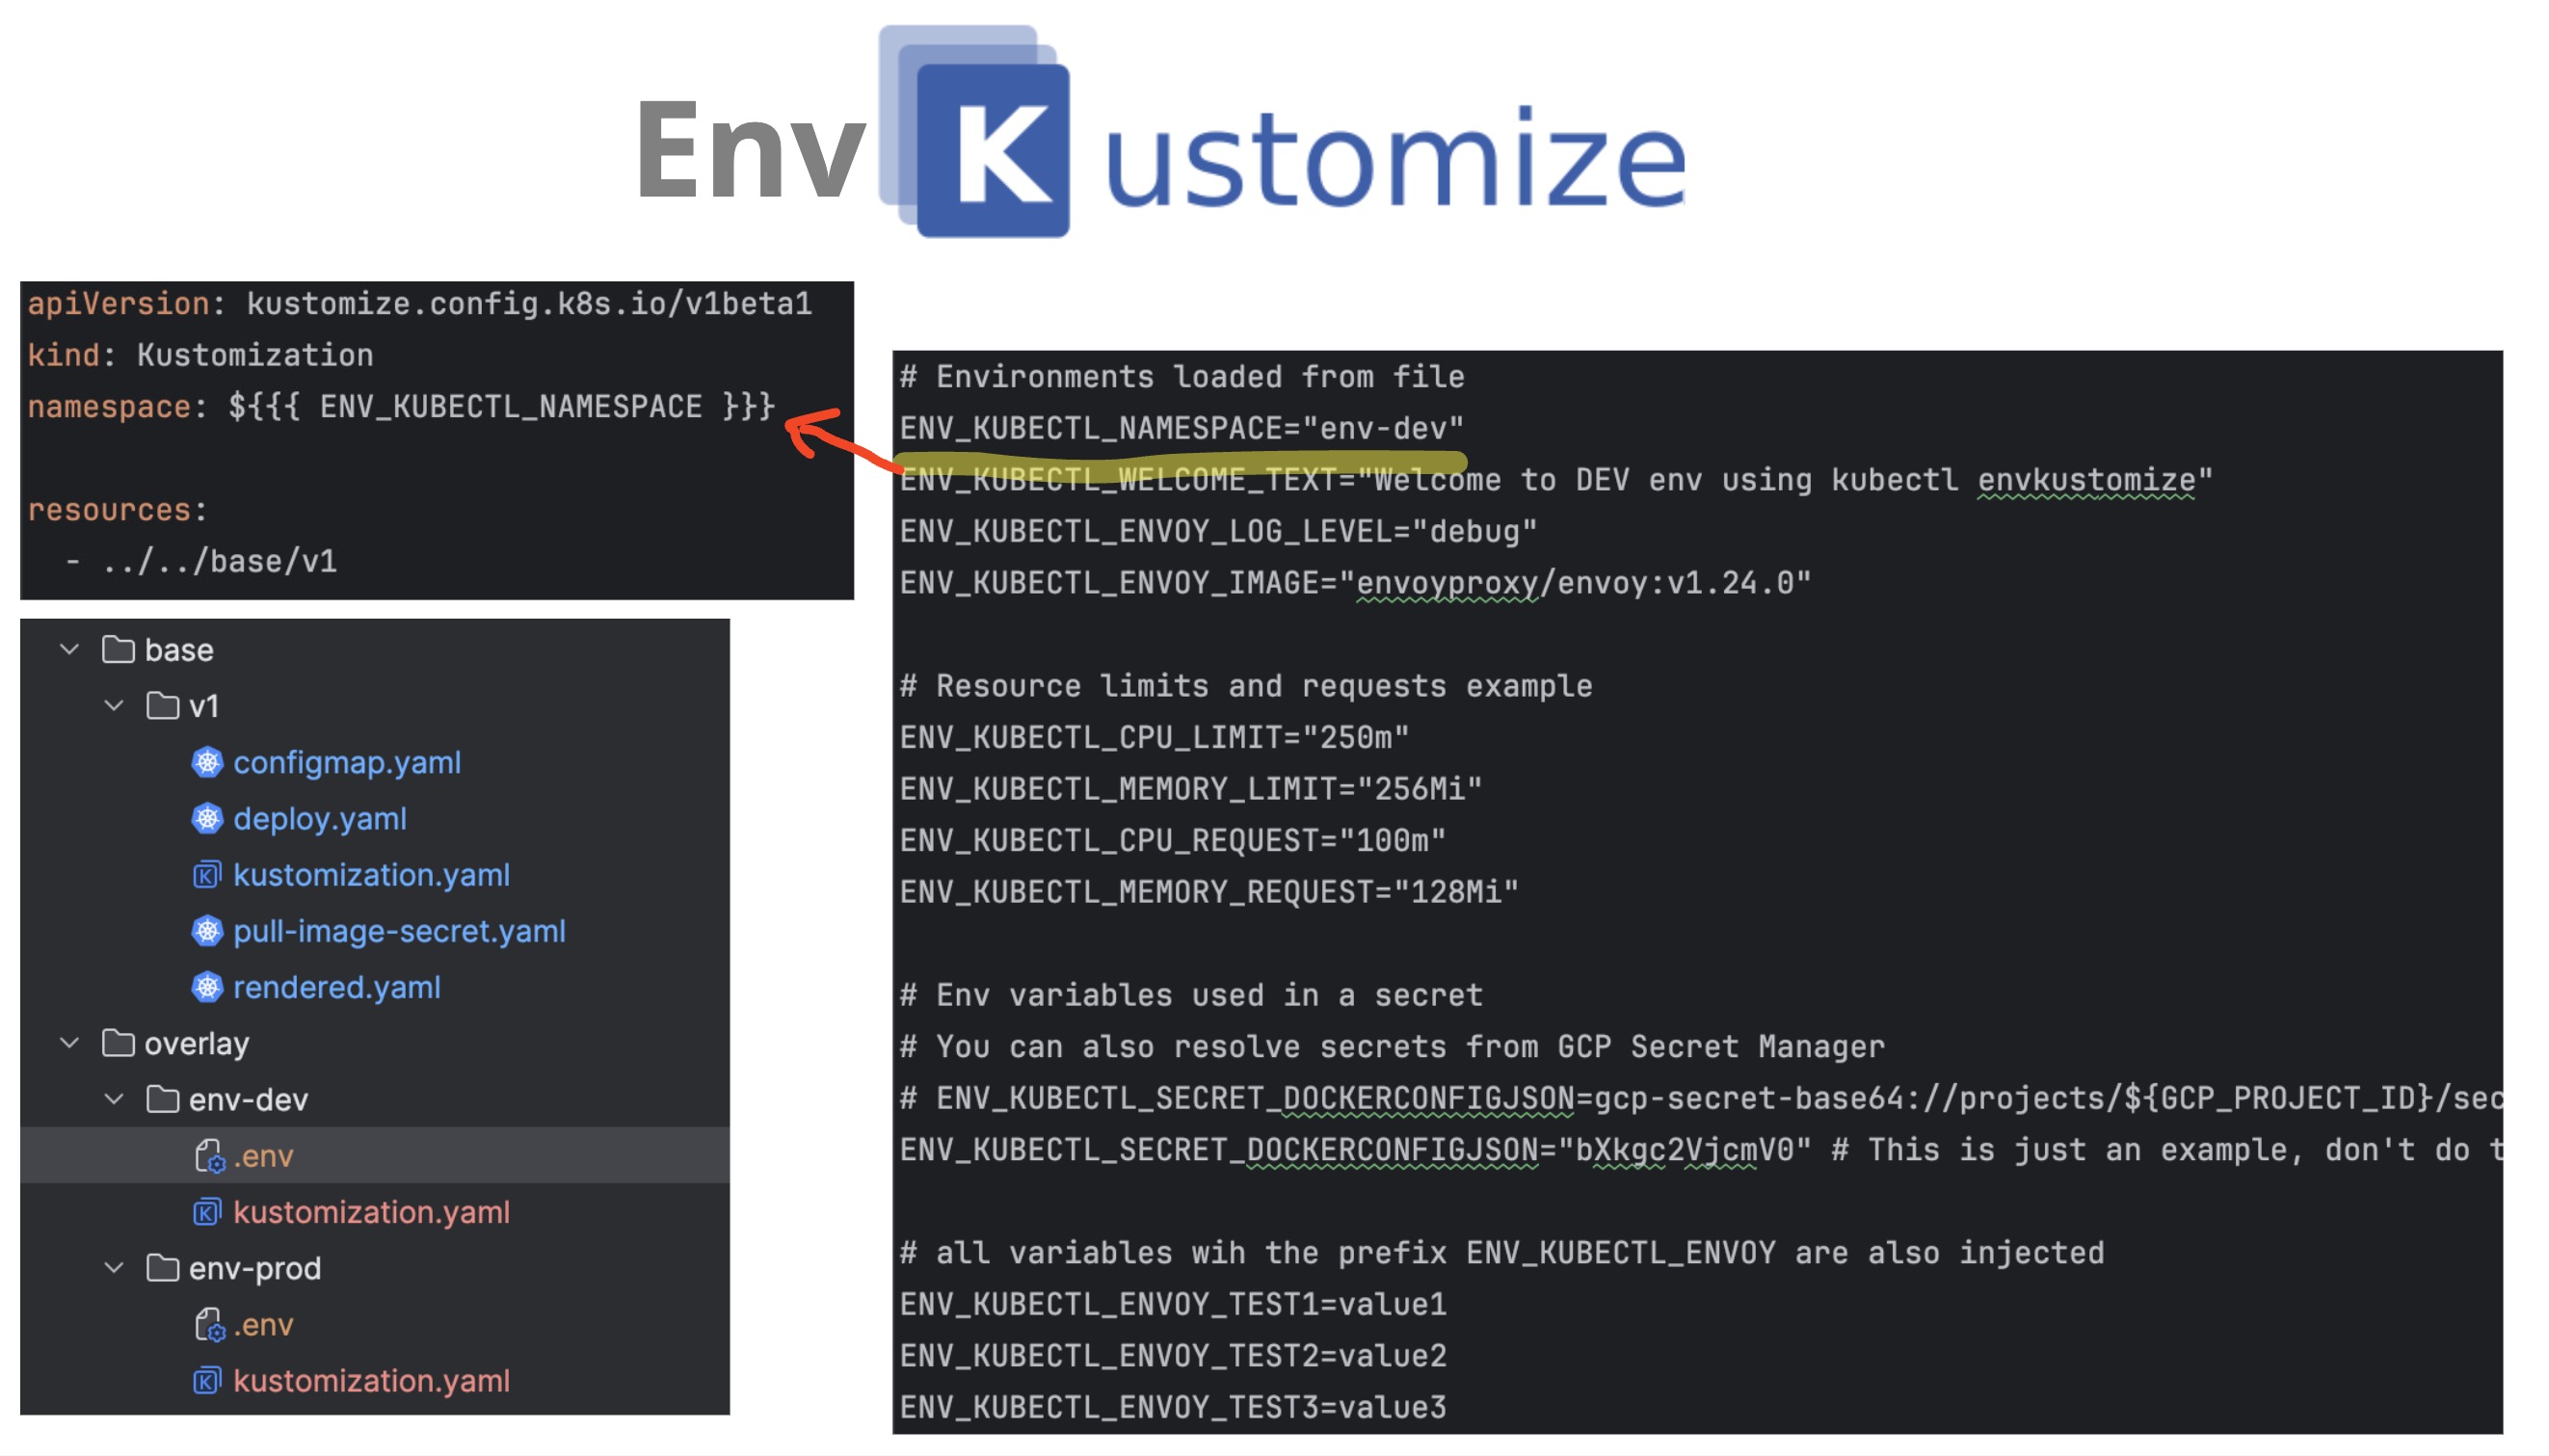 Env Kustomize
apiVersion: kustomize.config.k8s.io/v1beta1
kind: Kustomization
namespace: ${{{ ENV_KUBECTL_NAMESPACE }}}
resources:
- ../../base/v1
base
v1
configmap.yaml
deploy.yaml
kustomization.yaml
pull-image-secret.yaml
rendered.yaml
overlay
env-dev
.env
kustomization.yaml
env-prod
.env
kustomization.yaml
# Environments loaded from file
ENV_KUBECTL_NAMESPACE="env-dev"
ENV_KUBECTL_WELCOME_TEXT="Welcome to DEV env using kubectl envkustomize"
ENV_KUBECTL_ENVOY_LOG_LEVEL="debug"
ENV_KUBECTL_ENVOY_IMAGE="envoyproxy/envoy:v1.24.0"
# Resource limits and requests example
ENV_KUBECTL_CPU_LIMIT="250m"
ENV_KUBECTL_MEMORY_LIMIT="256Mi"
ENV_KUBECTL_CPU_REQUEST="100m"
ENV_KUBECTL_MEMORY_REQUEST="128Mi"
# Env variables used in a secret
# You can also resolve secrets from GCP Secret Manager
# ENV_KUBECTL_SECRET_DOCKERCONFIGJSON=gcp-secret-base64://projects/${GCP_PROJECT_ID}/sec
ENV_KUBECTL_SECRET_DOCKERCONFIGJSON="bXkgc2VjcmV0" # This is just an example, don't do t
# all variables wih the prefix ENV_KUBECTL_ENVOY are also injected
ENV_KUBECTL_ENVOY_TEST1=value1
ENV_KUBECTL_ENVOY_TEST2=value2
ENV_KUBECTL_ENVOY_TEST3=value3